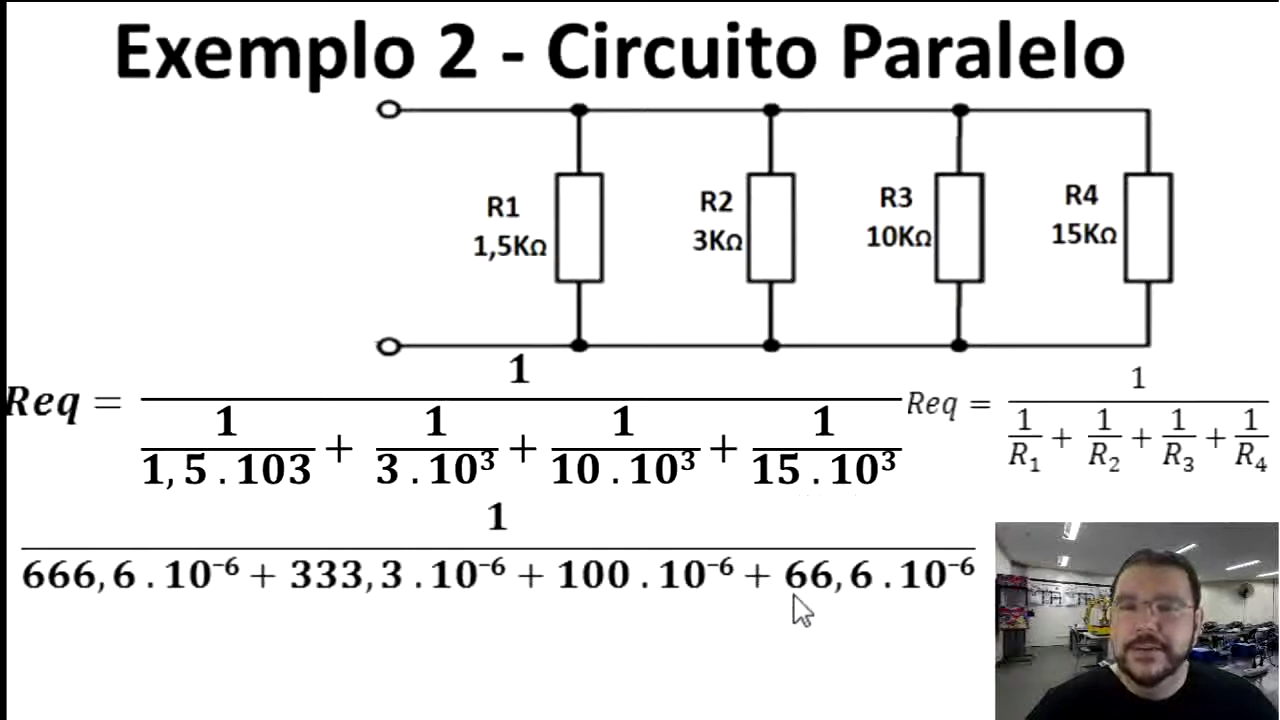 Exemplo 2 - Circuito Paralelo
R1
1,5KΩ
R2
3KΩ
R3
10KΩ
R4
15KΩ
Req = 1 / (1/1,5 . 103 + 1/3 . 10³ + 1/10 . 10³ + 1/15 . 10³)
Req = 1 / (1/R₁ + 1/R₂ + 1/R₃ + 1/R₄)
1 / (666,6 . 10⁻⁶ + 333,3 . 10⁻⁶ + 100 . 10⁻⁶ + 66,6 . 10⁻⁶)